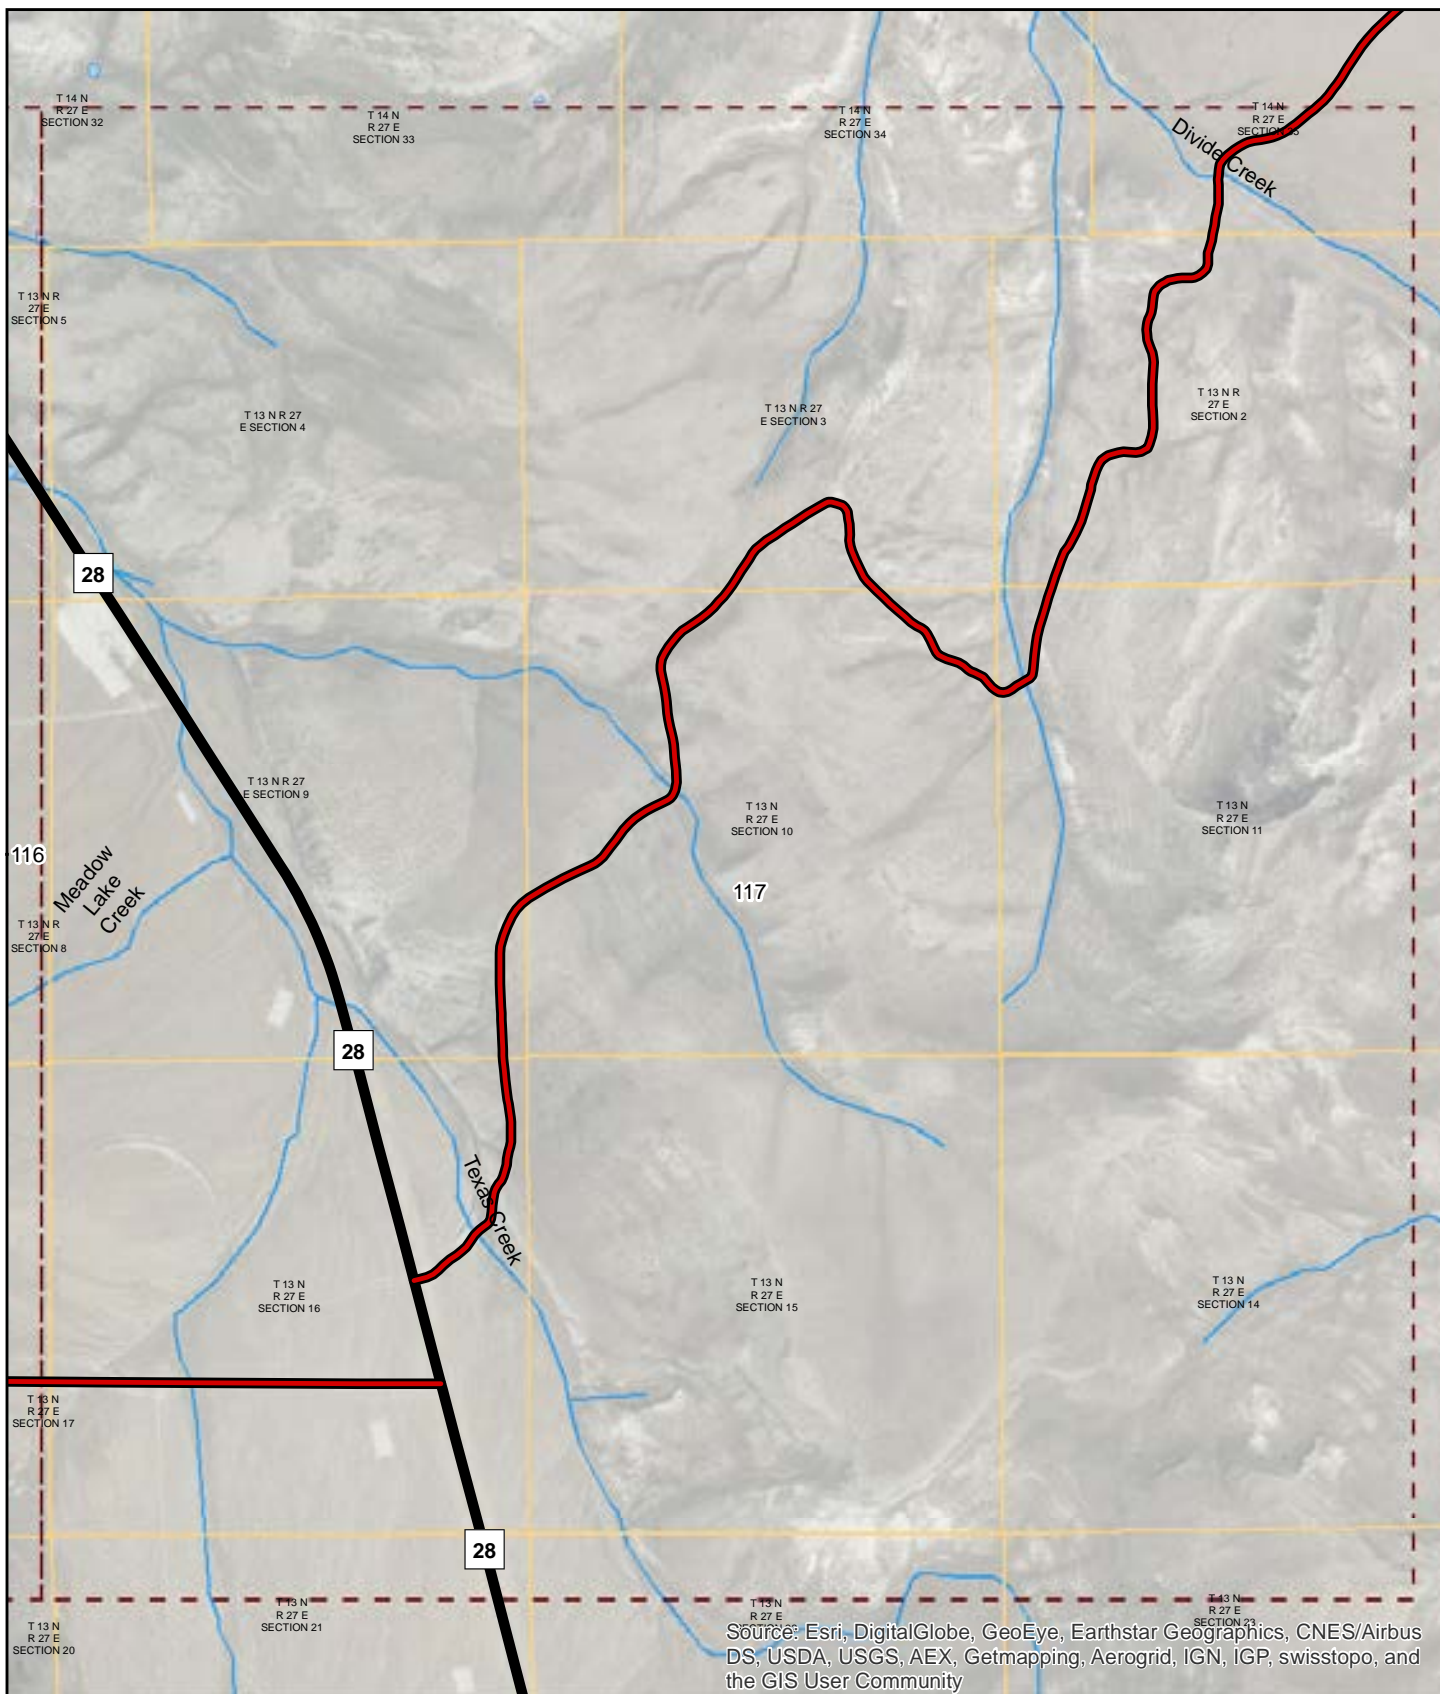 T 14 N
R 27 E
SECTION 32
T 14 N
R 27 E
SECTION 33
T 14 N
R 27 E
SECTION 34
T 14 N
R 27 E
SECTION 35
Divide Creek
T 13 N R
27 E
SECTION 5
T 13 N R 27
E SECTION 4
T 13 N R 27
E SECTION 3
T 13 N R
27 E
SECTION 2
28
T 13 N R 27
E SECTION 9
T 13 N
R 27 E
SECTION 10
T 13 N
R 27 E
SECTION 11
116
Meadow
Lake
Creek
117
T 13 N R
27 E
SECTION 8
28
Texas Creek
T 13 N
R 27 E
SECTION 16
T 13 N
R 27 E
SECTION 15
T 13 N
R 27 E
SECTION 14
T 13 N
R 27 E
SECTION 17
28
T 13 N
R 27 E
SECTION 20
T 13 N
R 27 E
SECTION 21
T 13 N
R 27 E
T 13 N
R 27 E
SECTION 23
Source: Esri, DigitalGlobe, GeoEye, Earthstar Geographics, CNES/Airbus
DS, USDA, USGS, AEX, Getmapping, Aerogrid, IGN, IGP, swisstopo, and
the GIS User Community